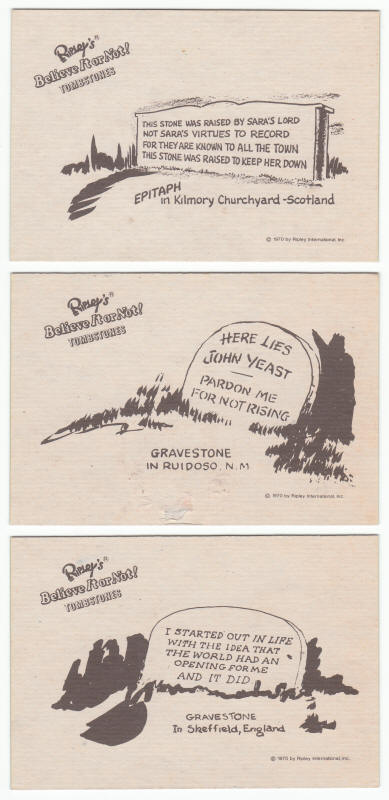 Ripley's®
Believe It or Not!
TOMBSTONES
THIS STONE WAS RAISED BY SARA'S LORD
NOT SARA'S VIRTUES TO RECORD
FOR THEY ARE KNOWN TO ALL THE TOWN
THIS STONE WAS RAISED TO KEEP HER DOWN
EPITAPH
in Kilmory Churchyard-Scotland
© 1970 by Ripley International, Inc.
Ripley's®
Believe It or Not!
TOMBSTONES
HERE LIES
JOHN YEAST
PARDON ME
FOR NOT RISING
GRAVESTONE
IN RUIDOSO, N.M
© 1970 by Ripley International, Inc.
Ripley's®
Believe It or Not!
TOMBSTONES
I STARTED OUT IN LIFE
WITH THE IDEA THAT
THE WORLD HAD AN
OPENING FOR ME
AND IT DID
GRAVESTONE
In Sheffield, England
© 1970 by Ripley International, Inc.